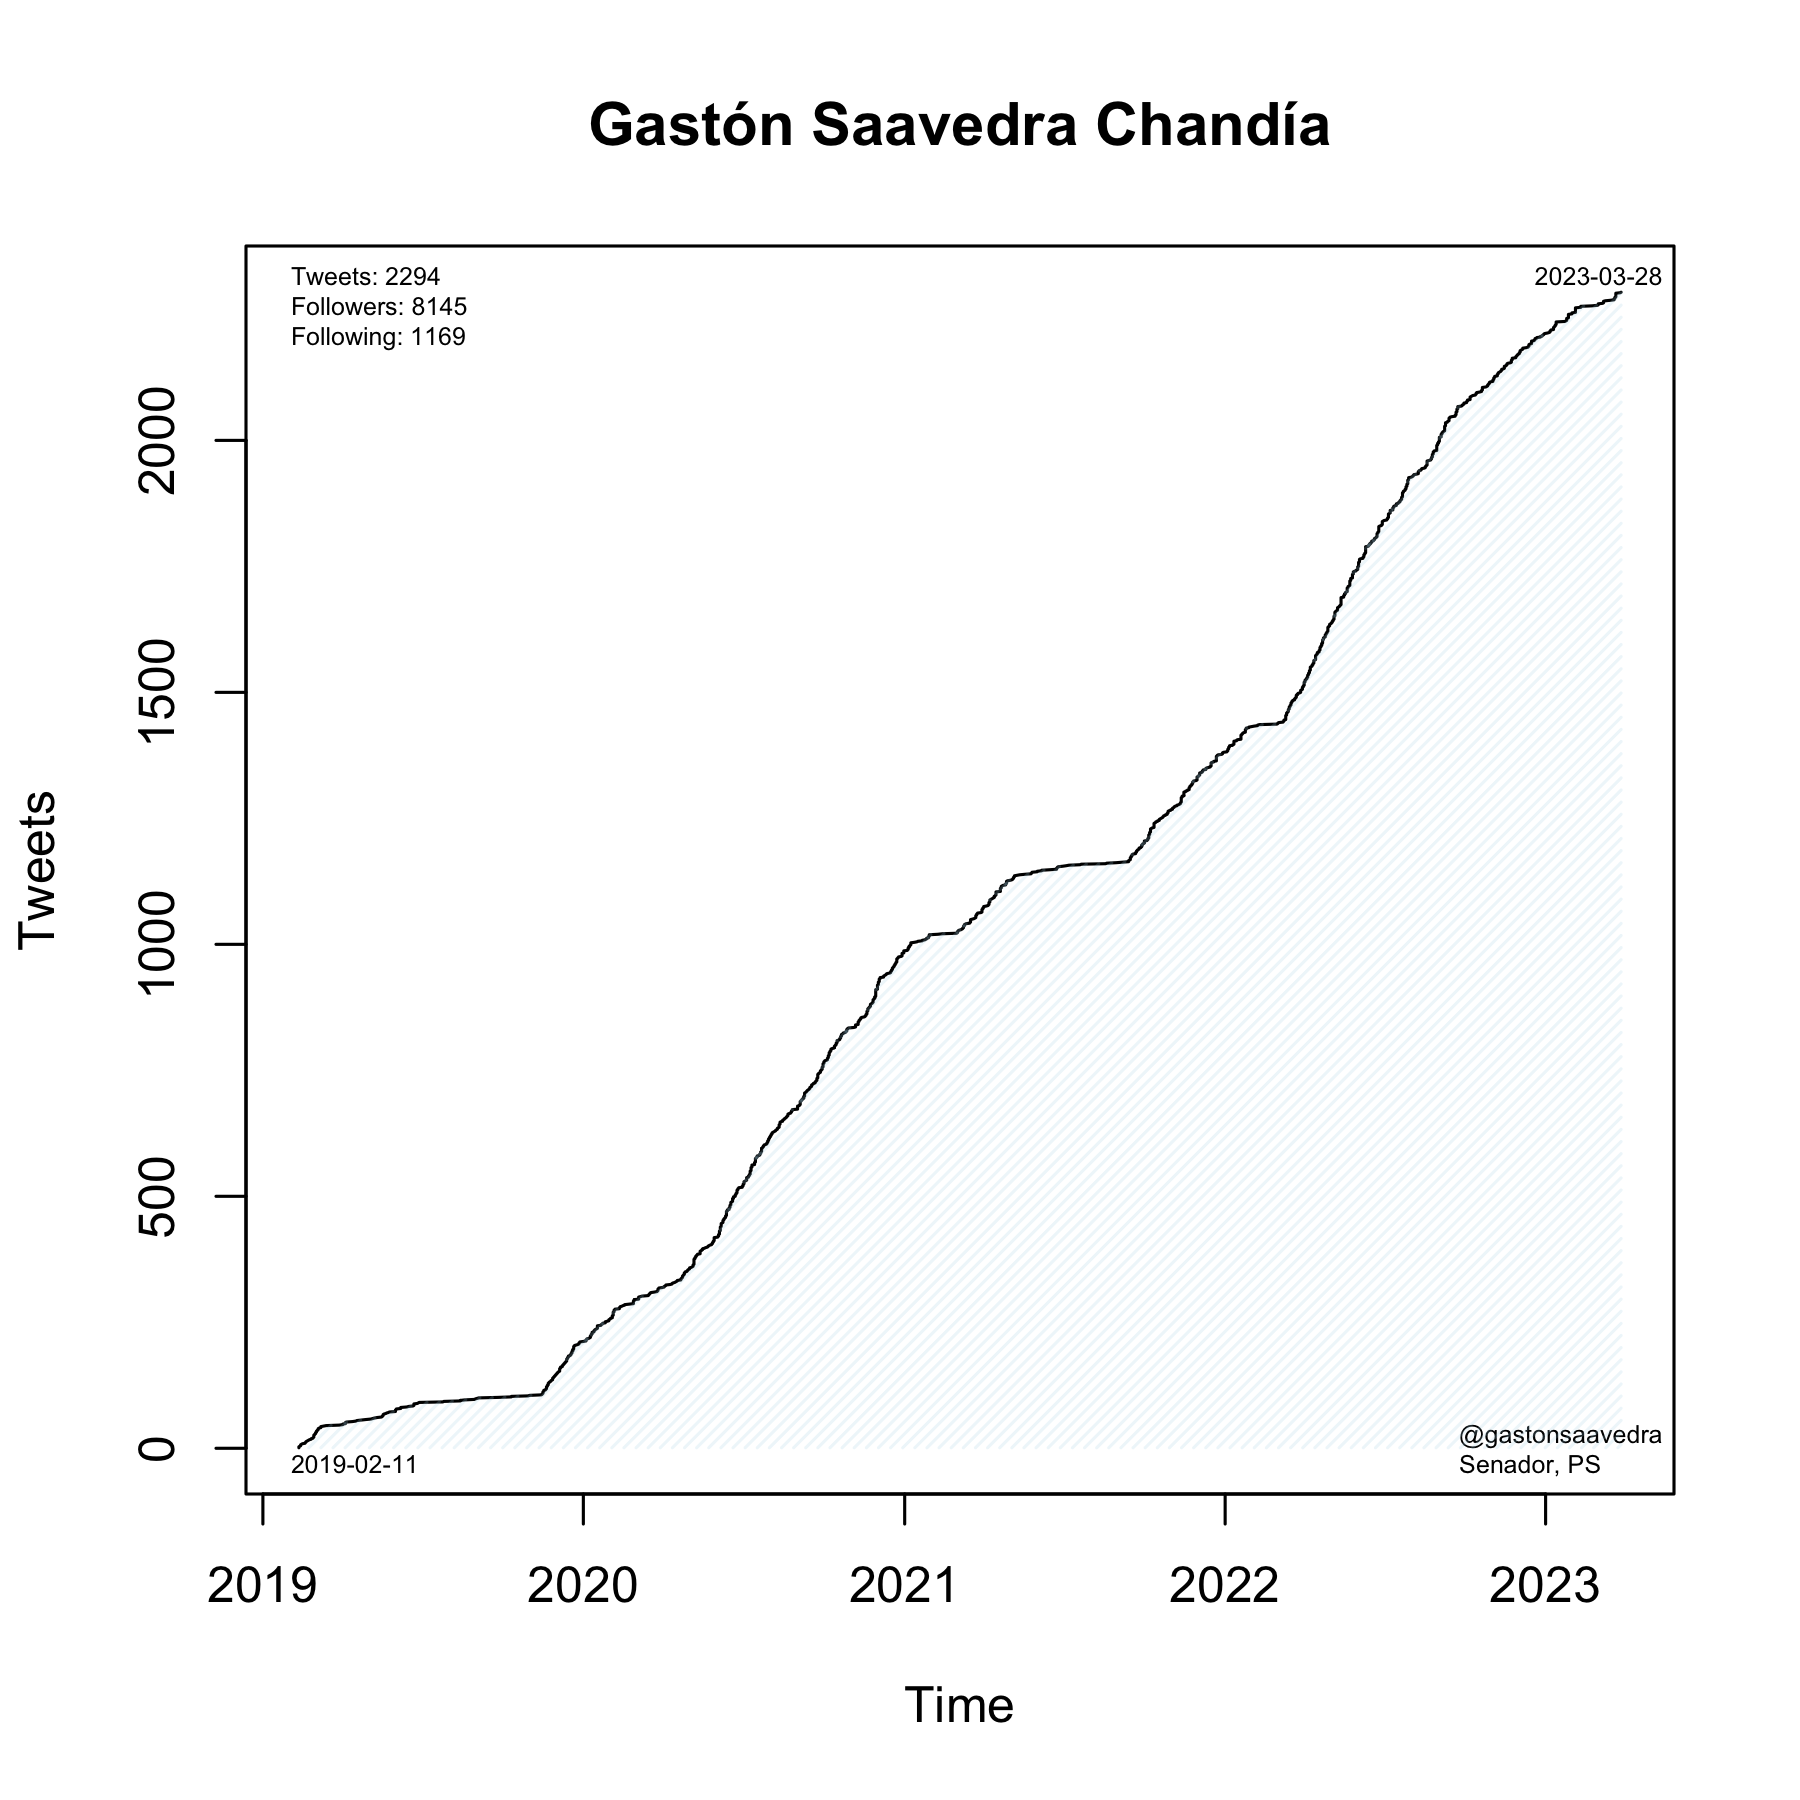 Gastón Saavedra Chandía
Tweets: 2294
Followers: 8145
Following: 1169
2023-03-28
2000
1500
1000
500
0
Tweets
@gastonsaavedra
Senador, PS
2019-02-11
2019
2020
2021
2022
2023
Time